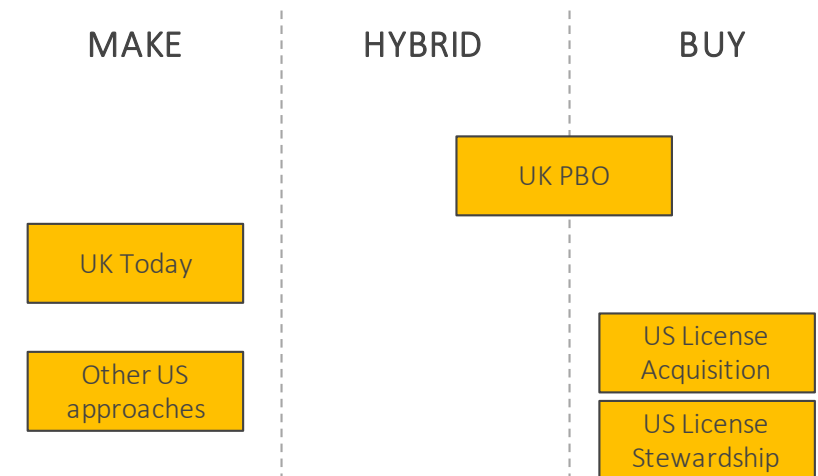 MAKE
HYBRID
BUY
UK PBO
UK Today
US License
Acquisition
Other US
approaches
US License
Stewardship